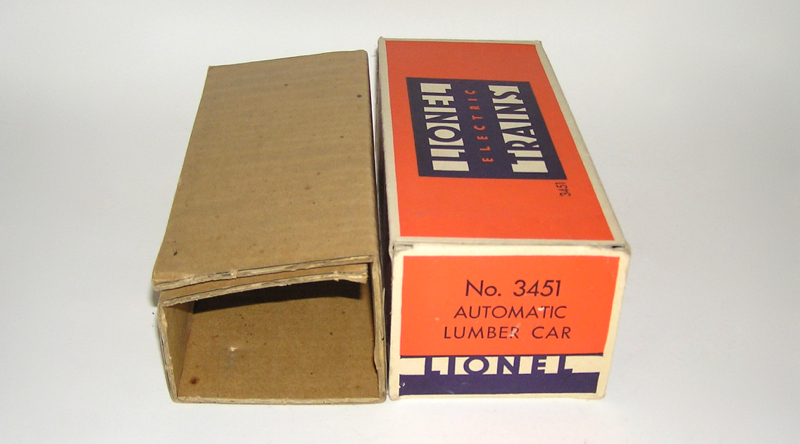 LIONEL
ELECTRIC
TRAINS
3451
No. 3451
AUTOMATIC
LUMBER CAR
LIONEL